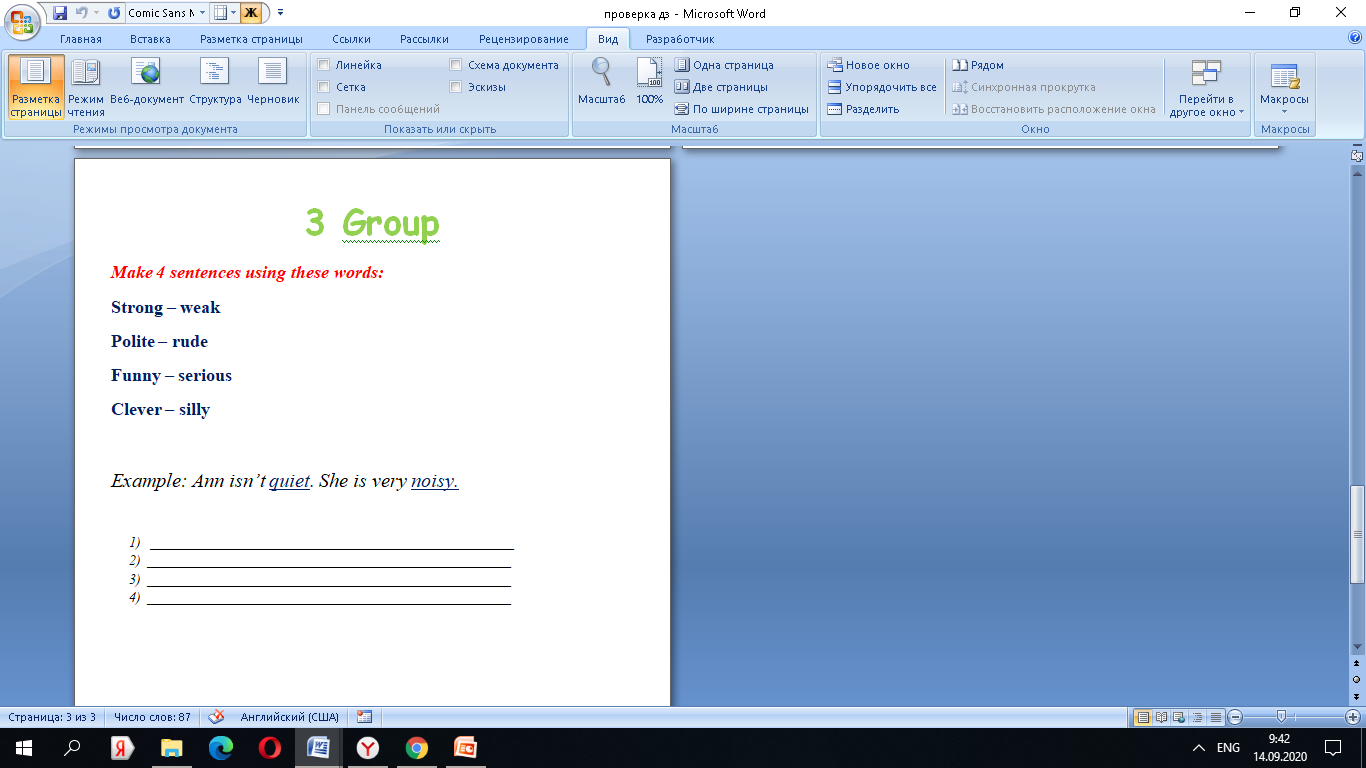 Comic Sans M
Ж
проверка дз - Microsoft Word
Главная Вставка Разметка страницы Ссылки Рассылки Рецензирование Вид Разработчик
Разметка страницы
Режим чтения
Веб-документ
Структура
Черновик
Режимы просмотра документа
Линейка
Сетка
Панель сообщений
Схема документа
Эскизы
Показать или скрыть
Масштаб
100
100%
Одна страница
Две страницы
По ширине страницы
Масштаб
Новое окно
Упорядочить все
Разделить
Рядом
Синхронная прокрутка
Восстановить расположение окна
Перейти в другое окно
Окно
Макросы
Макросы
3 Group
Make 4 sentences using these words:
Strong – weak
Polite – rude
Funny – serious
Clever – silly
Example: Ann isn’t quiet. She is very noisy.
1) ____________________
2) ____________________
3) ____________________
4) ____________________
Страница: 3 из 3 Число слов: 87 Английский (США)
ENG
9:42
14.09.2020